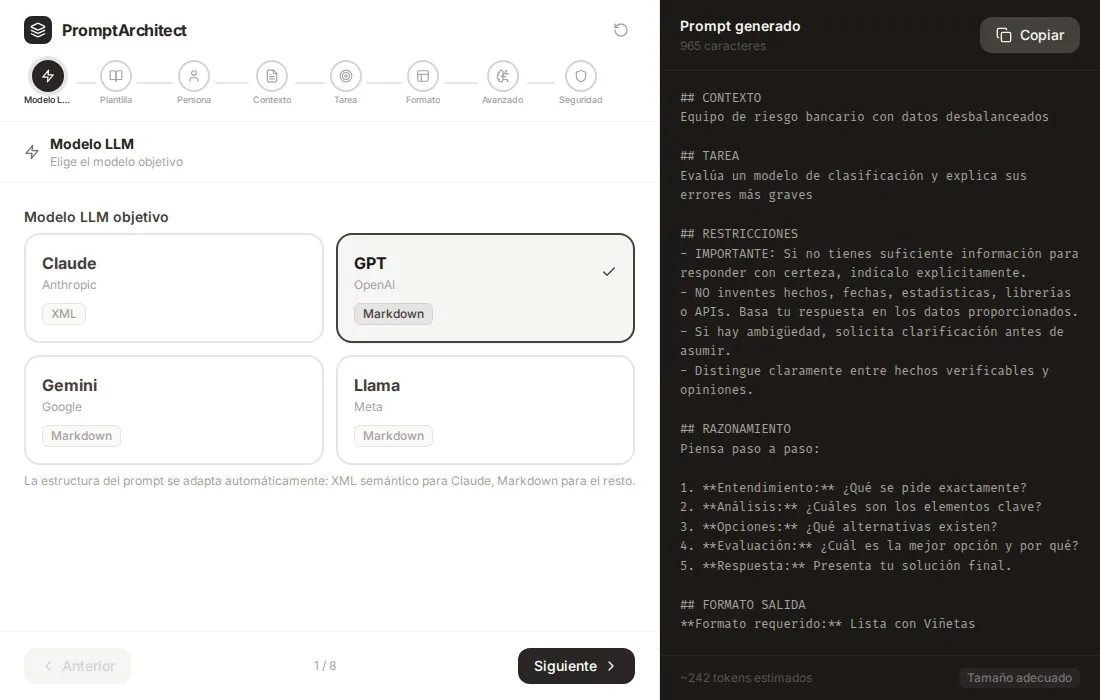 PromptArchitect
Modelo L...
Plantilla
Persona
Contexto
Tarea
Formato
Avanzado
Seguridad
Modelo LLM
Elige el modelo objetivo
Modelo LLM objetivo
Claude
Anthropic
XML
GPT
OpenAI
Markdown
Gemini
Google
Markdown
Llama
Meta
Markdown
La estructura del prompt se adapta automáticamente: XML semántico para Claude, Markdown para el resto.
Anterior
1 / 8
Siguiente
Prompt generado
965 caracteres
Copiar
## CONTEXTO
Equipo de riesgo bancario con datos desbalanceados
## TAREA
Evalúa un modelo de clasificación y explica sus
errores más graves
## RESTRICCIONES
- IMPORTANTE: Si no tienes suficiente información para
responder con certeza, indícalo explícitamente.
- NO inventes hechos, fechas, estadísticas, librerías
o APIs. Basa tu respuesta en los datos proporcionados.
- Si hay ambigüedad, solicita clarificación antes de
asumir.
- Distingue claramente entre hechos verificables y
opiniones.
## RAZONAMIENTO
Piensa paso a paso:
1. **Entendimiento:** ¿Qué se pide exactamente?
2. **Análisis:** ¿Cuáles son los elementos clave?
3. **Opciones:** ¿Qué alternativas existen?
4. **Evaluación:** ¿Cuál es la mejor opción y por qué?
5. **Respuesta:** Presenta tu solución final.
## FORMATO SALIDA
**Formato requerido:** Lista con Viñetas
~242 tokens estimados
Tamaño adecuado